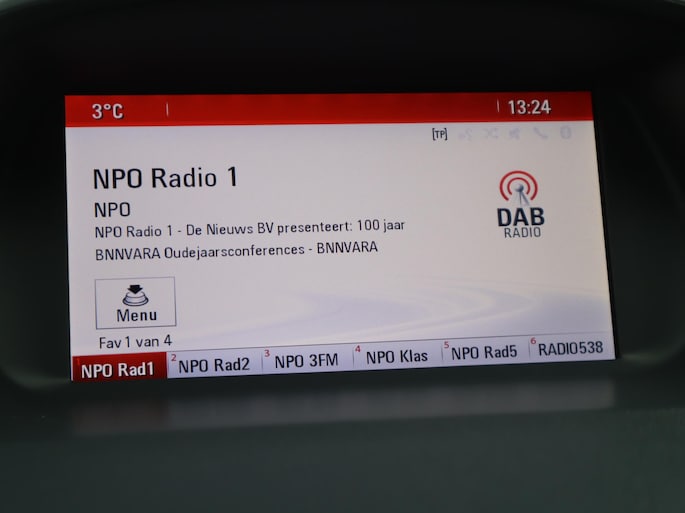 3°C 13:24
[TP]
NPO Radio 1
NPO
NPO Radio 1 - De Nieuws BV presenteert: 100 jaar
BNNVARA Oudejaarsconferences - BNNVARA
DAB
RADIO
Menu
Fav 1 van 4
1 NPO Rad1 2 NPO Rad2 3 NPO 3FM 4 NPO Klas 5 NPO Rad5 6 RADIO538